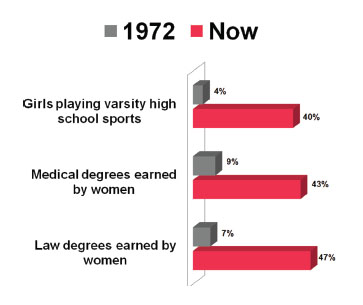 1972 Now
Girls playing varsity high
school sports
4%
40%
Medical degrees earned
by women
9%
43%
Law degrees earned by
women
7%
47%